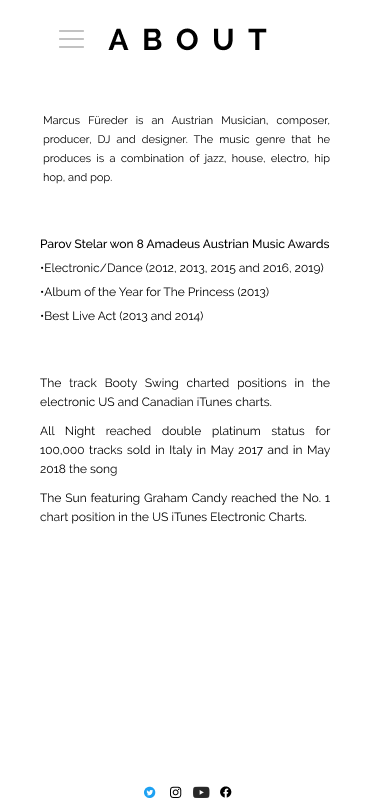 ABOUT
Marcus Füreder is an Austrian Musician, composer,
producer, DJ and designer. The music genre that he
produces is a combination of jazz, house, electro, hip
hop, and pop.
Parov Stelar won 8 Amadeus Austrian Music Awards
•Electronic/Dance (2012, 2013, 2015 and 2016, 2019)
•Album of the Year for The Princess (2013)
•Best Live Act (2013 and 2014)
The track Booty Swing charted positions in the
electronic US and Canadian iTunes charts.
All Night reached double platinum status for
100,000 tracks sold in Italy in May 2017 and in May
2018 the song
The Sun featuring Graham Candy reached the No. 1
chart position in the US iTunes Electronic Charts.